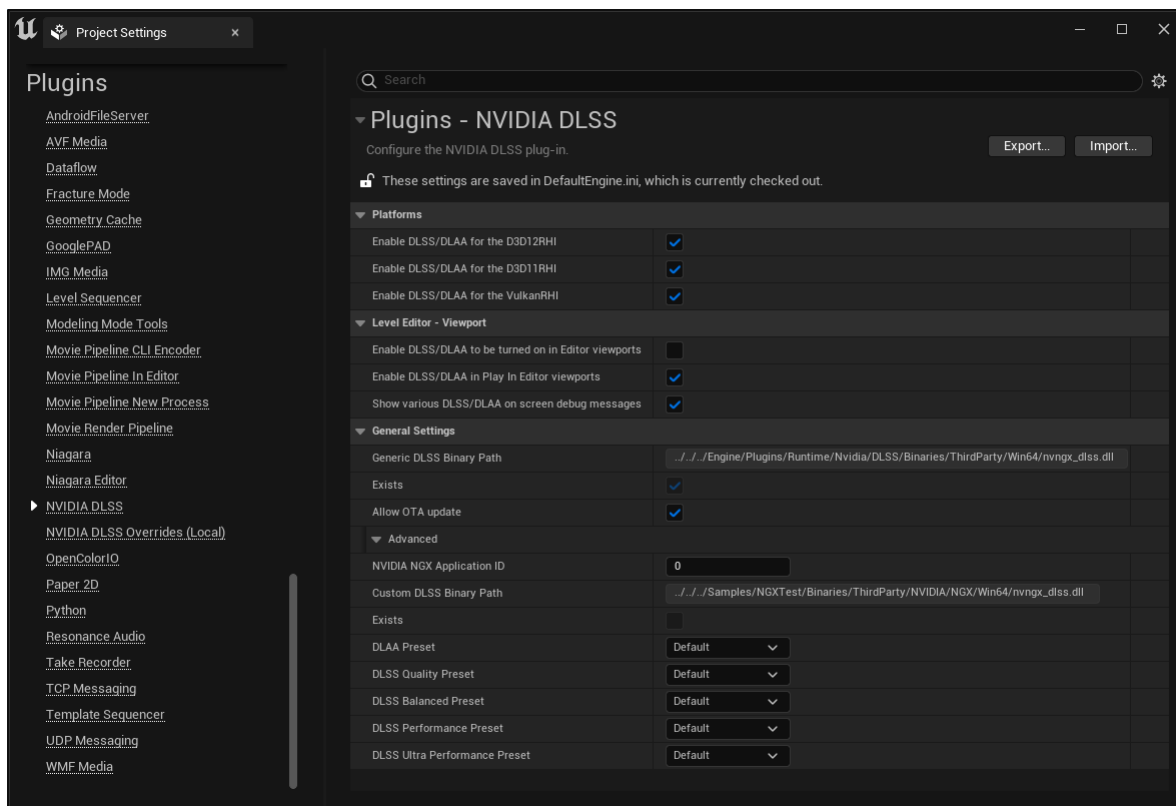 Project Settings
Plugins
AndroidFileServer
AVF Media
Dataflow
Fracture Mode
Geometry Cache
GooglePAD
IMG Media
Level Sequencer
Modeling Mode Tools
Movie Pipeline CLI Encoder
Movie Pipeline In Editor
Movie Pipeline New Process
Movie Render Pipeline
Niagara
Niagara Editor
NVIDIA DLSS
NVIDIA DLSS Overrides (Local)
OpenColorIO
Paper 2D
Python
Resonance Audio
Take Recorder
TCP Messaging
Template Sequencer
UDP Messaging
WMF Media
Search
Plugins - NVIDIA DLSS
Configure the NVIDIA DLSS plug-in.
Export... Import...
These settings are saved in DefaultEngine.ini, which is currently checked out.
Platforms
Enable DLSS/DLAA for the D3D12RHI
Enable DLSS/DLAA for the D3D11RHI
Enable DLSS/DLAA for the VulkanRHI
Level Editor - Viewport
Enable DLSS/DLAA to be turned on in Editor viewports
Enable DLSS/DLAA in Play In Editor viewports
Show various DLSS/DLAA on screen debug messages
General Settings
Generic DLSS Binary Path ../../../Engine/Plugins/Runtime/Nvidia/DLSS/Binaries/ThirdParty/Win64/nvngx_dlss.dll
Exists
Allow OTA update
Advanced
NVIDIA NGX Application ID 0
Custom DLSS Binary Path ../../../Samples/NGXTest/Binaries/ThirdParty/NVIDIA/NGX/Win64/nvngx_dlss.dll
Exists
DLAA Preset Default
DLSS Quality Preset Default
DLSS Balanced Preset Default
DLSS Performance Preset Default
DLSS Ultra Performance Preset Default